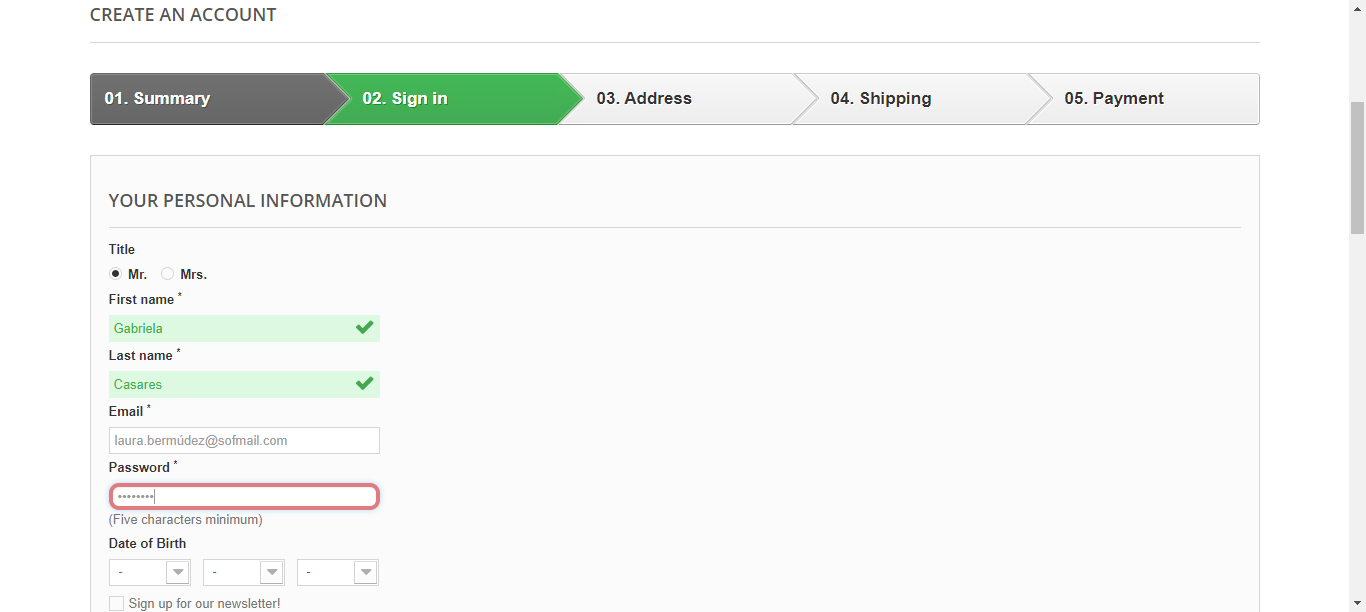 CREATE AN ACCOUNT
01. Summary 02. Sign in 03. Address 04. Shipping 05. Payment
YOUR PERSONAL INFORMATION
Title
Mr. Mrs.
First name *
Gabriela
Last name *
Casares
Email *
laura.bermúdez@sofmail.com
Password *
••••••••
(Five characters minimum)
Date of Birth
- - -
Sign up for our newsletter!